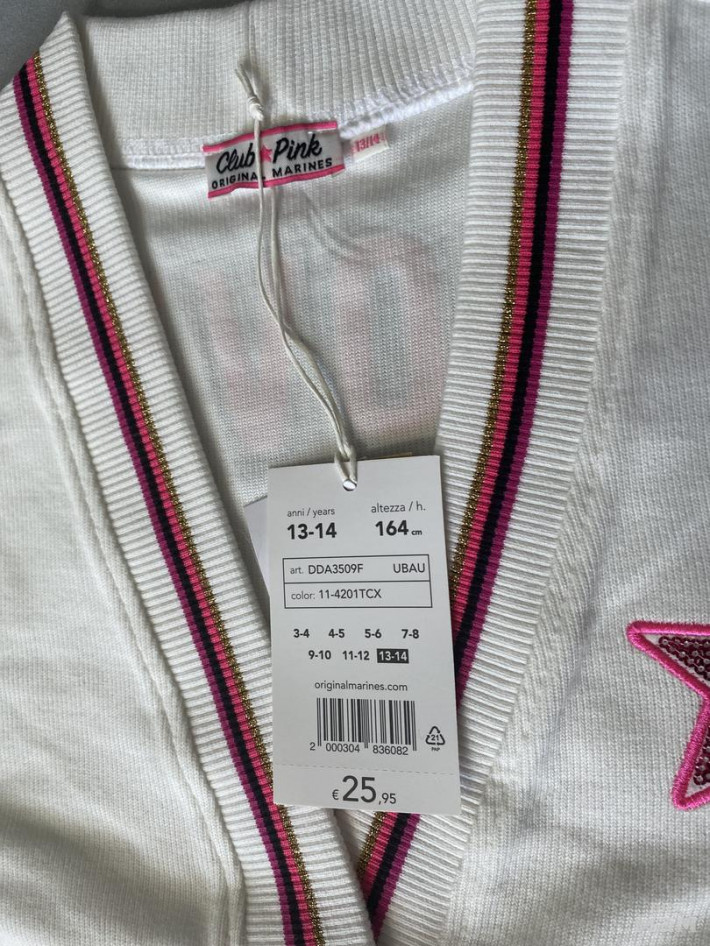 Club Pink
ORIGINAL MARINES
13/14
anni / years
altezza / h.
13-14
164 cm
art. DDA3509F UBAU
color: 11-4201TCX
3-4 4-5 5-6 7-8
9-10 11-12 13-14
originalmarines.com
2 000304 836082
21
PAP
€25,95